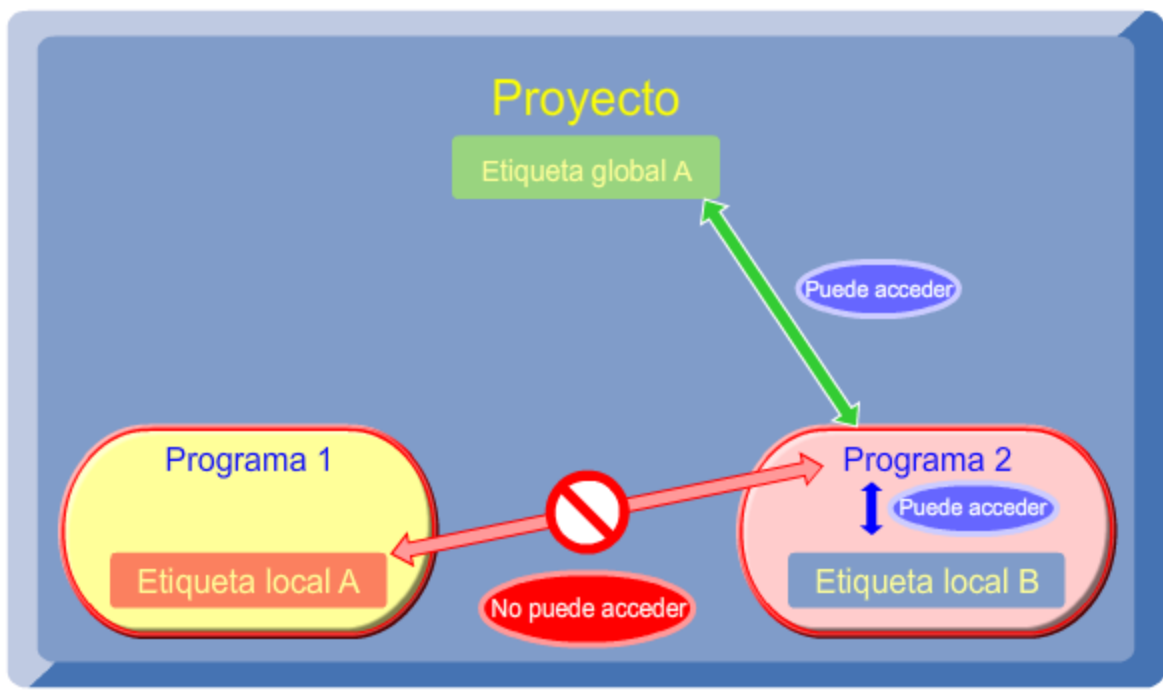 Proyecto
Etiqueta global A
Puede acceder
Programa 1
Programa 2
Puede acceder
Etiqueta local A
Etiqueta local B
No puede acceder